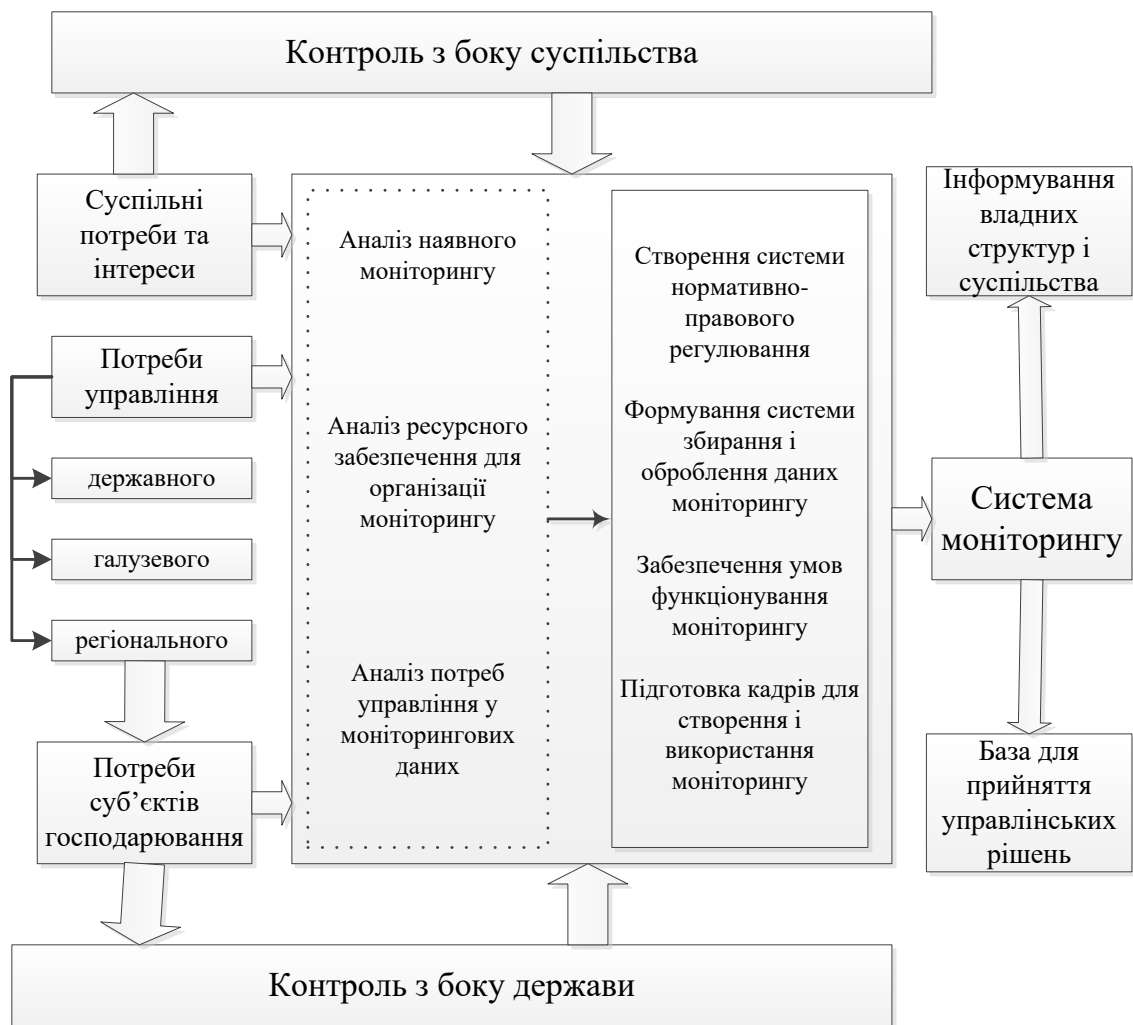 Контроль з боку суспільства
Суспільні
потреби та
інтереси
Потреби
управління
державного
галузевого
регіонального
Потреби
суб’єктів
господарювання
Аналіз наявного
моніторингу
Аналіз ресурсного
забезпечення для
організації
моніторингу
Аналіз потреб
управління у
моніторингових
даних
Створення системи
нормативно-
правового
регулювання
Формування системи
збирання і
оброблення даних
моніторингу
Забезпечення умов
функціонування
моніторингу
Підготовка кадрів для
створення і
використання
моніторингу
Інформування
владних
структур і
суспільства
Система
моніторингу
База для
прийняття
управлінських
рішень
Контроль з боку держави